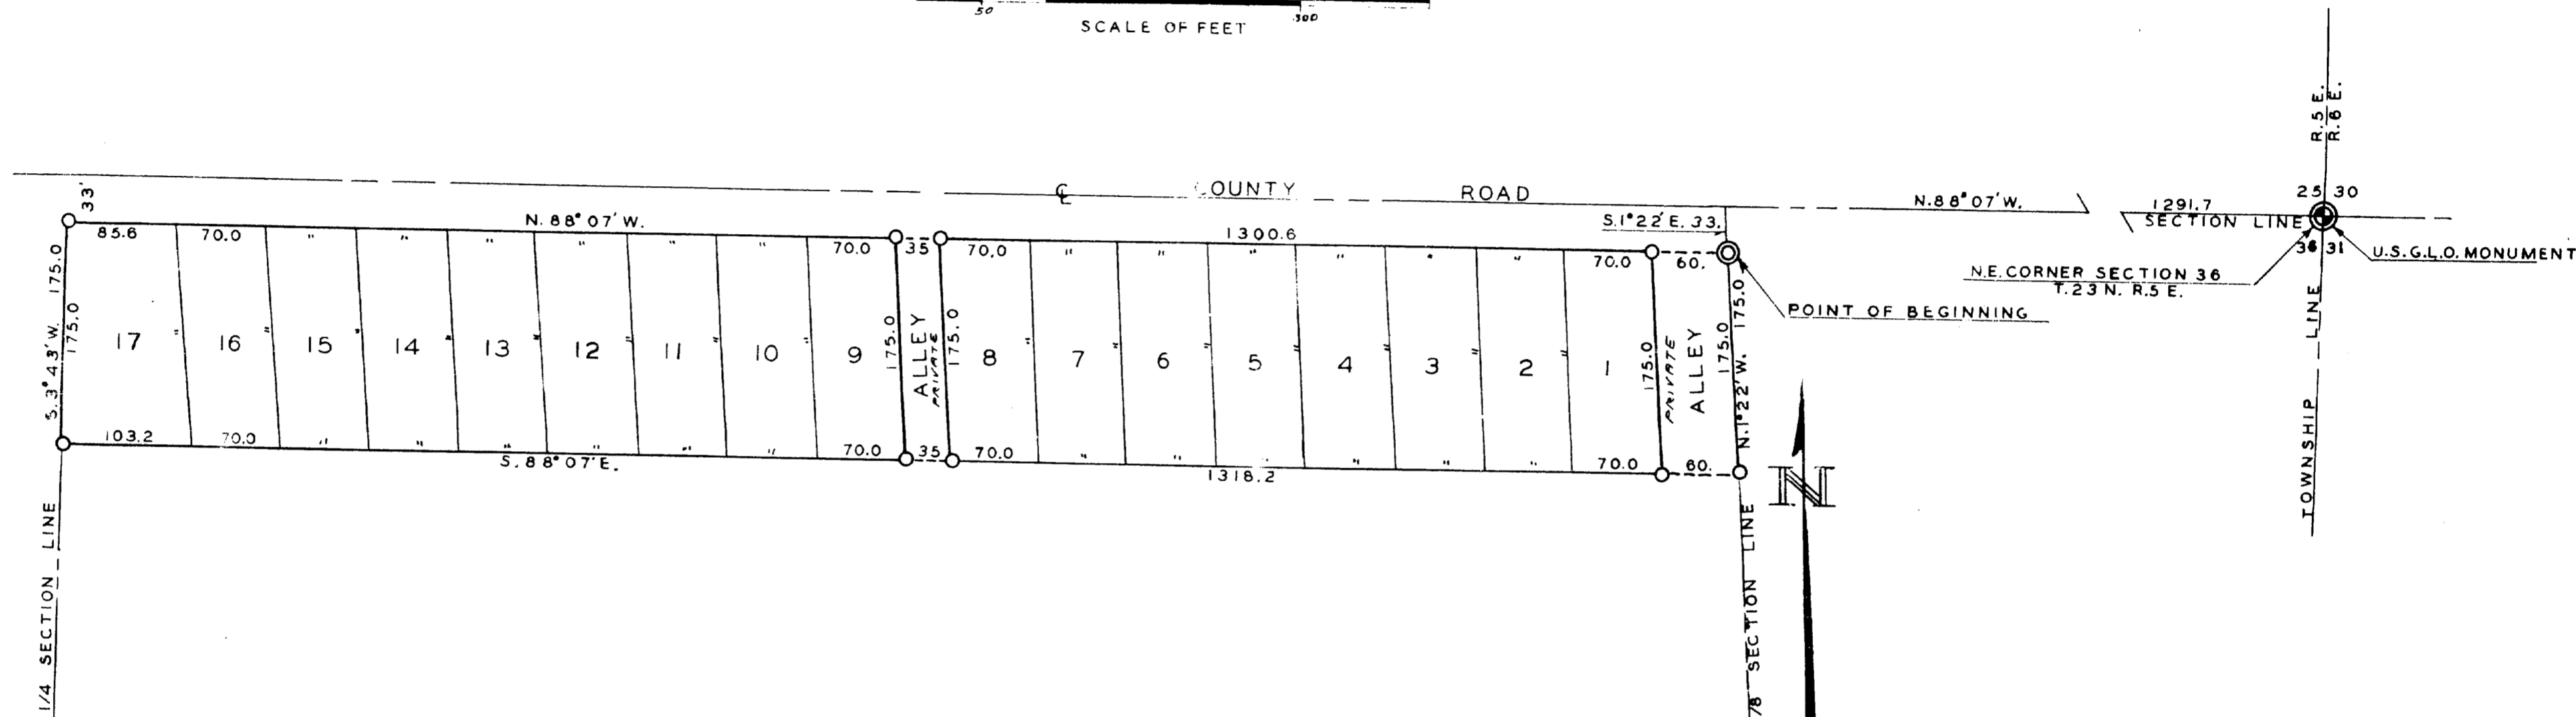 50 300
SCALE OF FEET
R.5 E.
R.6 E.
25 30
36 31
33'
℄ COUNTY ROAD
N.88°07'W.
1291.7
SECTION LINE
U.S.G.L.O. MONUMENT
N.E. CORNER SECTION 36
T.23 N. R.5 E.
S.1°22'E. 33.
POINT OF BEGINNING
TOWNSHIP LINE
N. 88°07'W.
1300.6
85.6 70.0 " " " " " " 70.0 35 70.0 " " " " " " 70.0 60.
S. 3°43'W. 175.0
175.0
17 " 16 " 15 " 14 " 13 " 12 " 11 " 10 " 9
175.0
ALLEY
PRIVATE
175.0
8 " 7 " 6 " 5 " 4 " 3 " 2 " 1
175.0
PRIVATE
ALLEY
175.0
N.1°22'W. 175.0
103.2 70.0 " " " " " " 70.0 35 70.0 " " " " " " 70.0 60.
S.88°07'E.
1318.2
N
1/4 SECTION LINE
/8 SECTION LINE